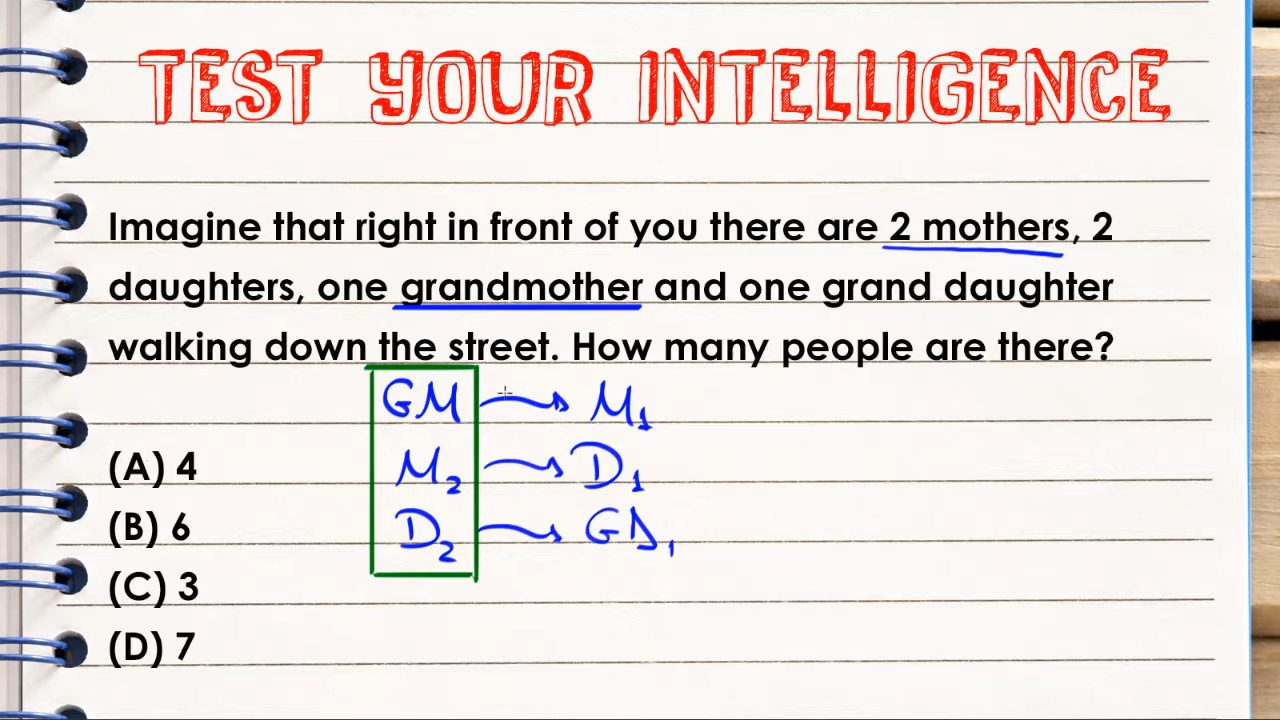 TEST YOUR INTELLIGENCE
Imagine that right in front of you there are 2 mothers, 2
daughters, one grandmother and one grand daughter
walking down the street. How many people are there?
GM → M1
(A) 4 M2 → D1
(B) 6 D2 → GD1
(C) 3
(D) 7